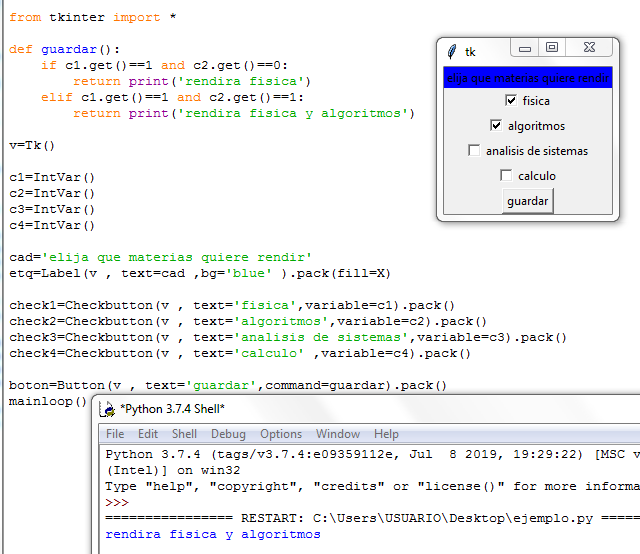 from tkinter import *
def guardar():
    if c1.get()==1 and c2.get()==0:
        return print('rendira fisica')
    elif c1.get()==1 and c2.get()==1:
        return print('rendira fisica y algoritmos')
v=Tk()
c1=IntVar()
c2=IntVar()
c3=IntVar()
c4=IntVar()
cad='elija que materias quiere rendir'
etq=Label(v , text=cad ,bg='blue' ).pack(fill=X)
check1=Checkbutton(v , text='fisica',variable=c1).pack()
check2=Checkbutton(v , text='algoritmos',variable=c2).pack()
check3=Checkbutton(v , text='analisis de sistemas',variable=c3).pack()
check4=Checkbutton(v , text='calculo' ,variable=c4).pack()
boton=Button(v , text='guardar',command=guardar).pack()
mainloop()
tk
elija que materias quiere rendir
fisica
algoritmos
analisis de sistemas
calculo
guardar
*Python 3.7.4 Shell*
File Edit Shell Debug Options Window Help
Python 3.7.4 (tags/v3.7.4:e09359112e, Jul  8 2019, 19:29:22) [MSC v
(Intel)] on win32
Type "help", "copyright", "credits" or "license()" for more informa
>>>
================ RESTART: C:\Users\USUARIO\Desktop\ejemplo.py =====
rendira fisica y algoritmos